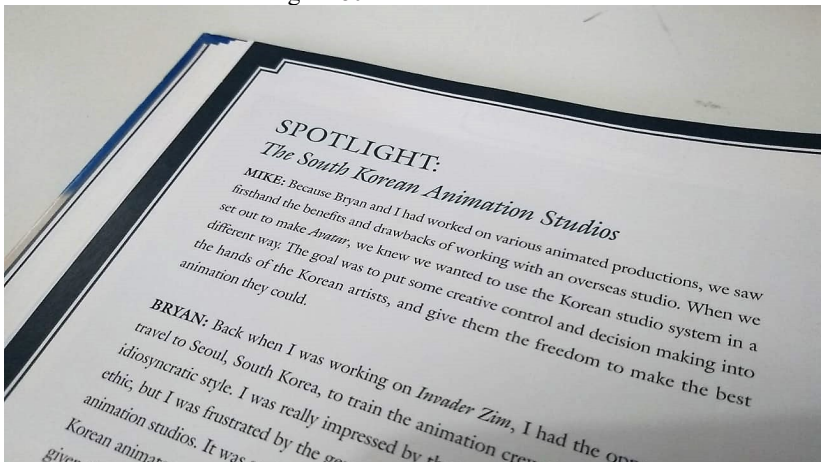 SPOTLIGHT:
The South Korean Animation Studios
MIKE: Because Bryan and I had worked on various animated productions, we saw
firsthand the benefits and drawbacks of working with an overseas studio. When we
set out to make Avatar, we knew we wanted to use the Korean studio system in a
different way. The goal was to put some creative control and decision making into
the hands of the Korean artists, and give them the freedom to make the best
animation they could.
BRYAN: Back when I was working on Invader Zim, I had the
travel to Seoul, South Korea, to train the animation
idiosyncratic style. I was really impressed by the
ethic, but I was frustrated by the
animation studios. It was
Korean